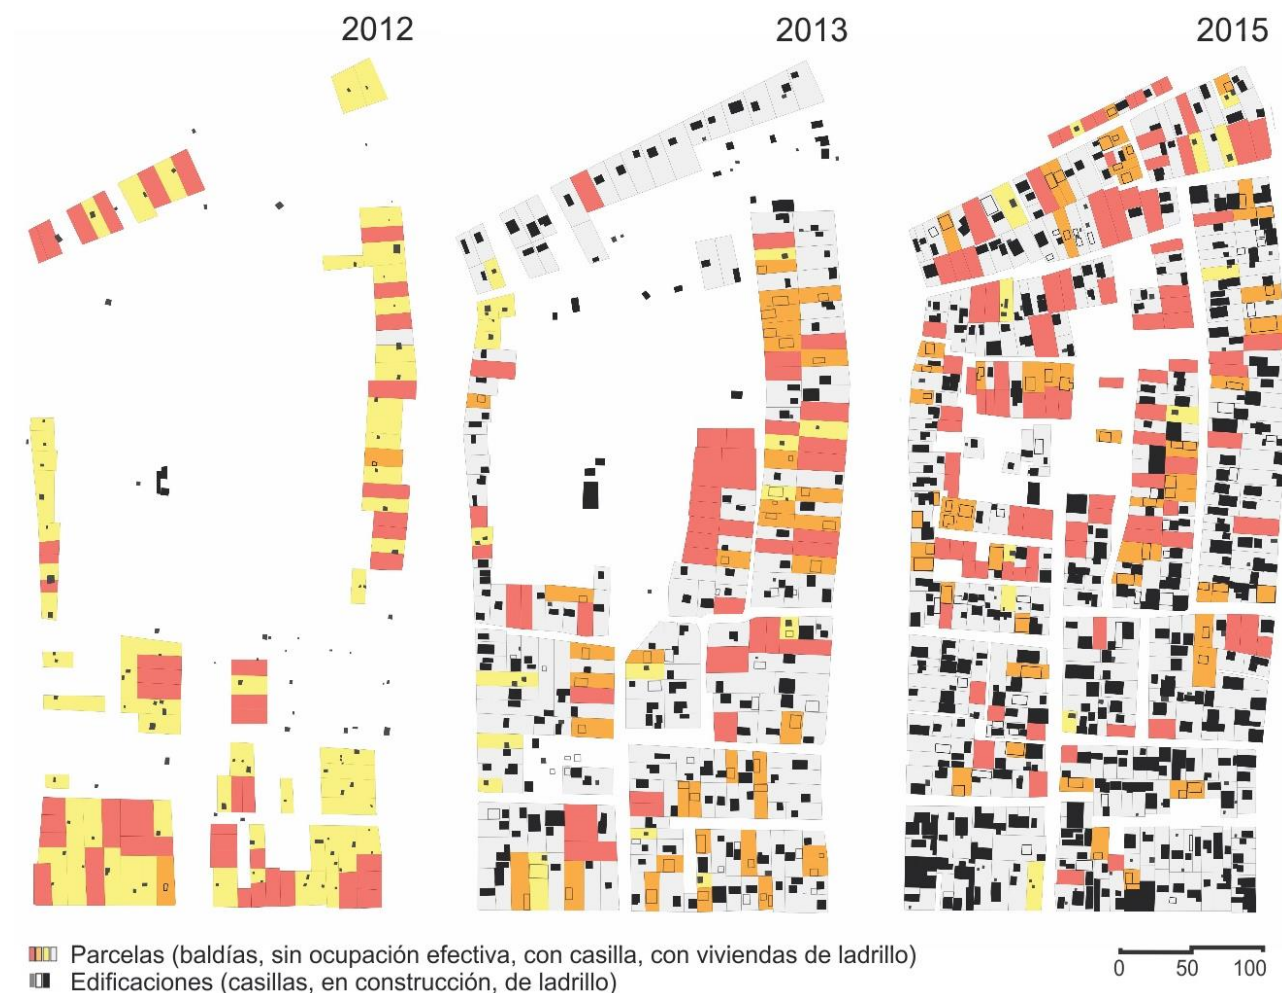 2012
2013
2015
Parcelas (baldías, sin ocupación efectiva, con casilla, con viviendas de ladrillo)
Edificaciones (casillas, en construcción, de ladrillo)
0 50 100